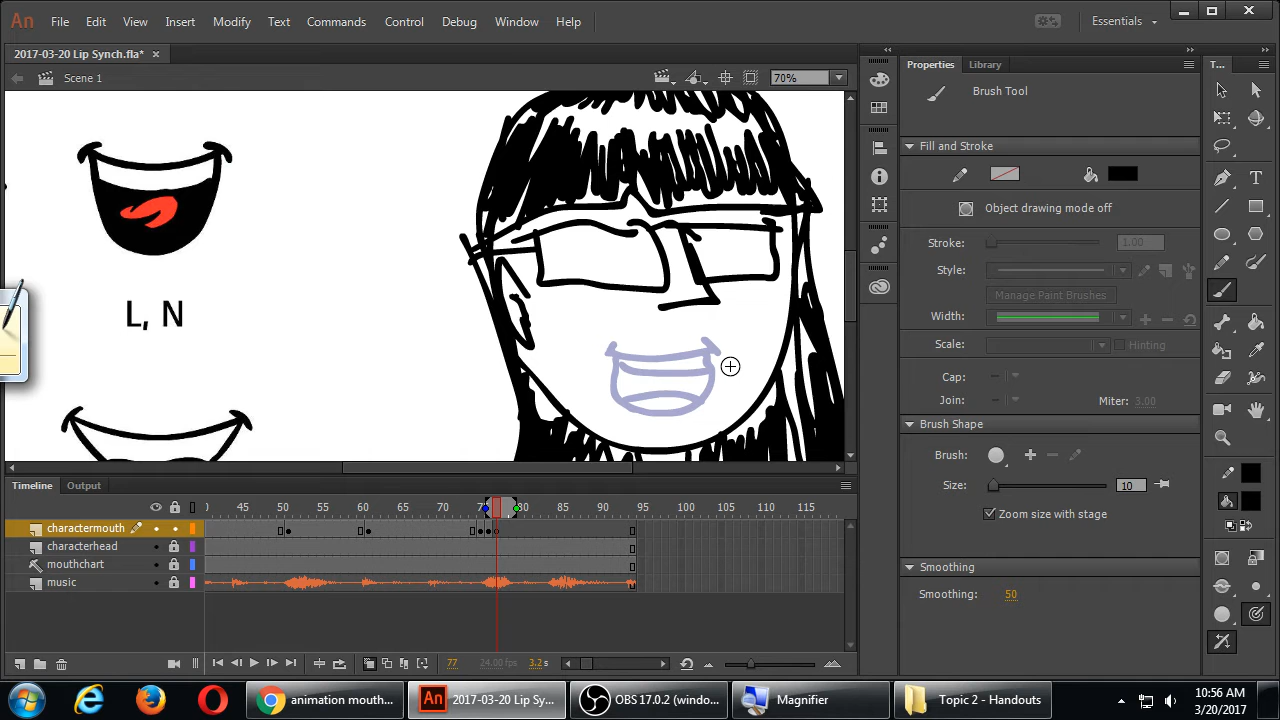 An File Edit View Insert Modify Text Commands Control Debug Window Help Essentials
2017-03-20 Lip Synch.fla* ×
Scene 1 70%
L, N
Properties Library T...
Brush Tool
Fill and Stroke
Object drawing mode off
Stroke: 1.00
Style:
Manage Paint Brushes
Width:
Scale: Hinting
Cap:
Join: Miter: 3.00
Brush Shape
Brush:
Size: 10
Zoom size with stage
Smoothing
Smoothing: 50
Timeline Output
45 50 55 60 65 70 80 85 90 95 100 105 110 115
charactermouth
characterhead
mouthchart
music
77 24.00 fps 3.2 s
animation mouth... An 2017-03-20 Lip Sy... OBS 17.0.2 (windo... Magnifier Topic 2 - Handouts
10:56 AM
3/20/2017